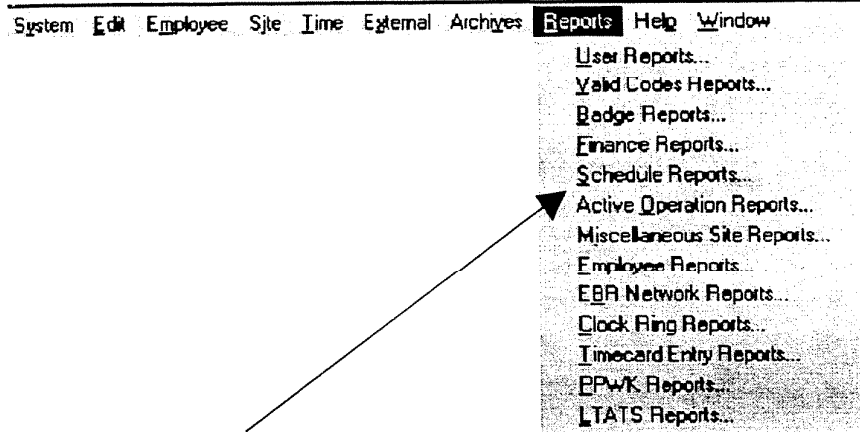 System Edit Employee Site Time External Archives Reports Help Window
User Reports...
Valid Codes Reports...
Badge Reports...
Finance Reports...
Schedule Reports...
Active Operation Reports...
Miscellaneous Site Reports...
Employee Reports...
EBR Network Reports...
Clock Ring Reports...
Timecard Entry Reports...
PPWK Reports...
LTATS Reports...